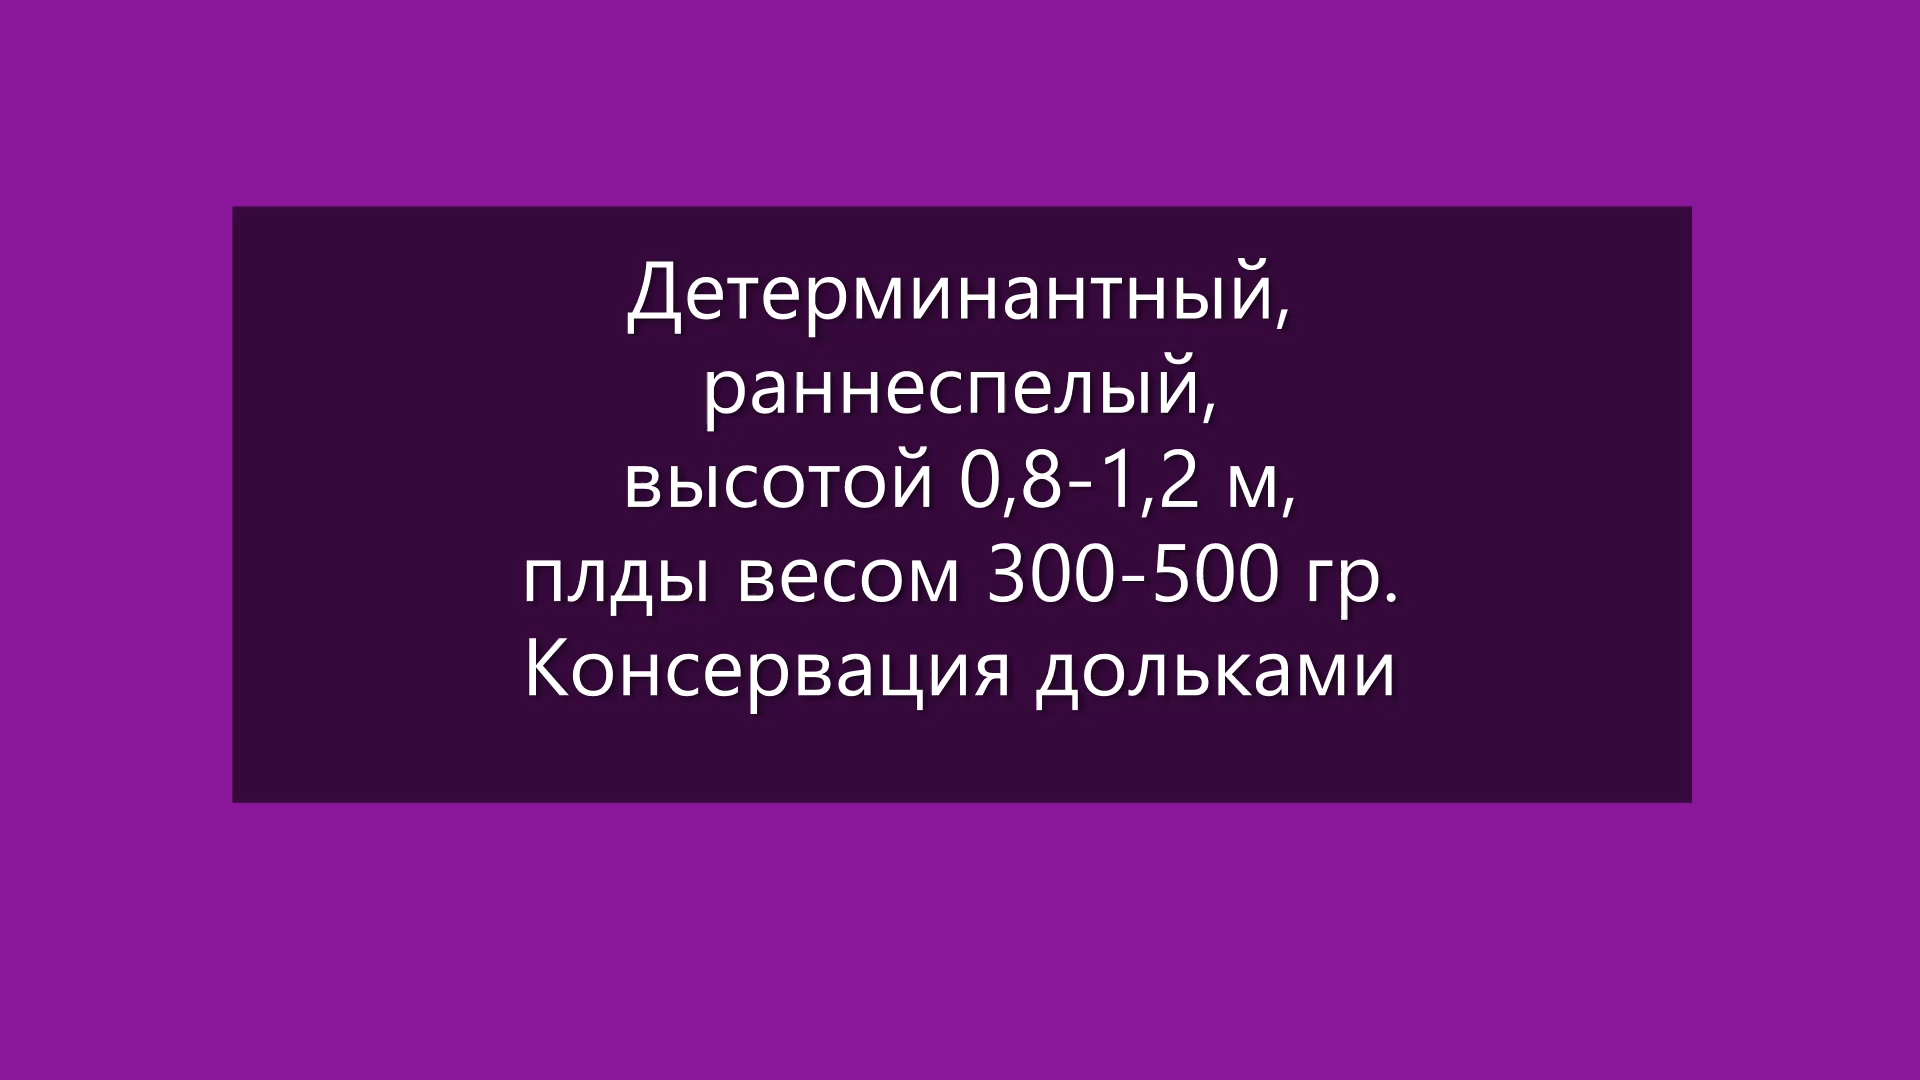 Детерминантный,
раннеспелый,
высотой 0,8-1,2 м,
плды весом 300-500 гр.
Консервация дольками